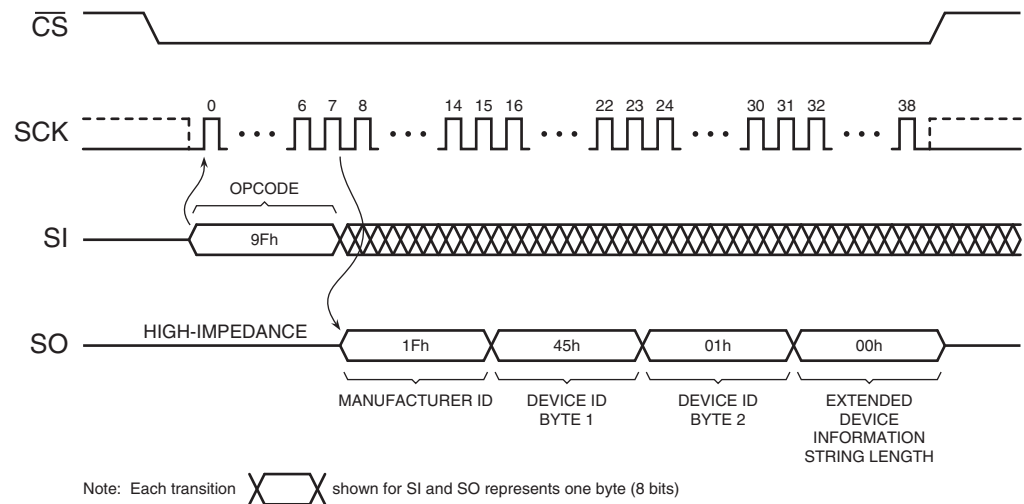 CS
0 6 7 8 14 15 16 22 23 24 30 31 32 38
SCK
OPCODE
SI
9Fh
HIGH-IMPEDANCE
SO
1Fh 45h 01h 00h
MANUFACTURER ID
DEVICE ID
BYTE 1
DEVICE ID
BYTE 2
EXTENDED
DEVICE
INFORMATION
STRING LENGTH
Note: Each transition shown for SI and SO represents one byte (8 bits)